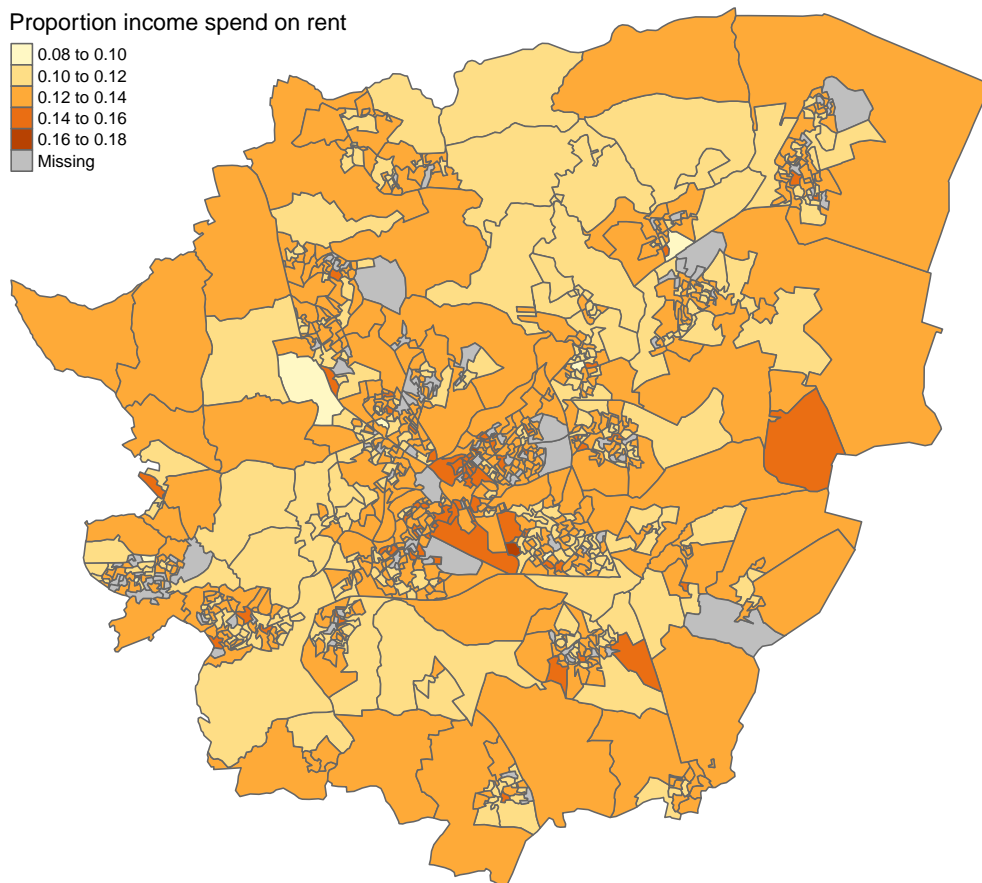 Proportion income spend on rent
0.08 to 0.10
0.10 to 0.12
0.12 to 0.14
0.14 to 0.16
0.16 to 0.18
Missing